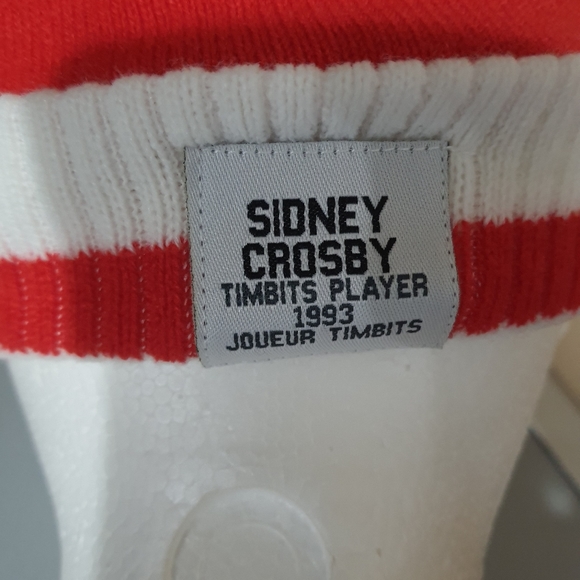 SIDNEY
CROSBY
TIMBITS PLAYER
1993
JOUEUR TIMBITS